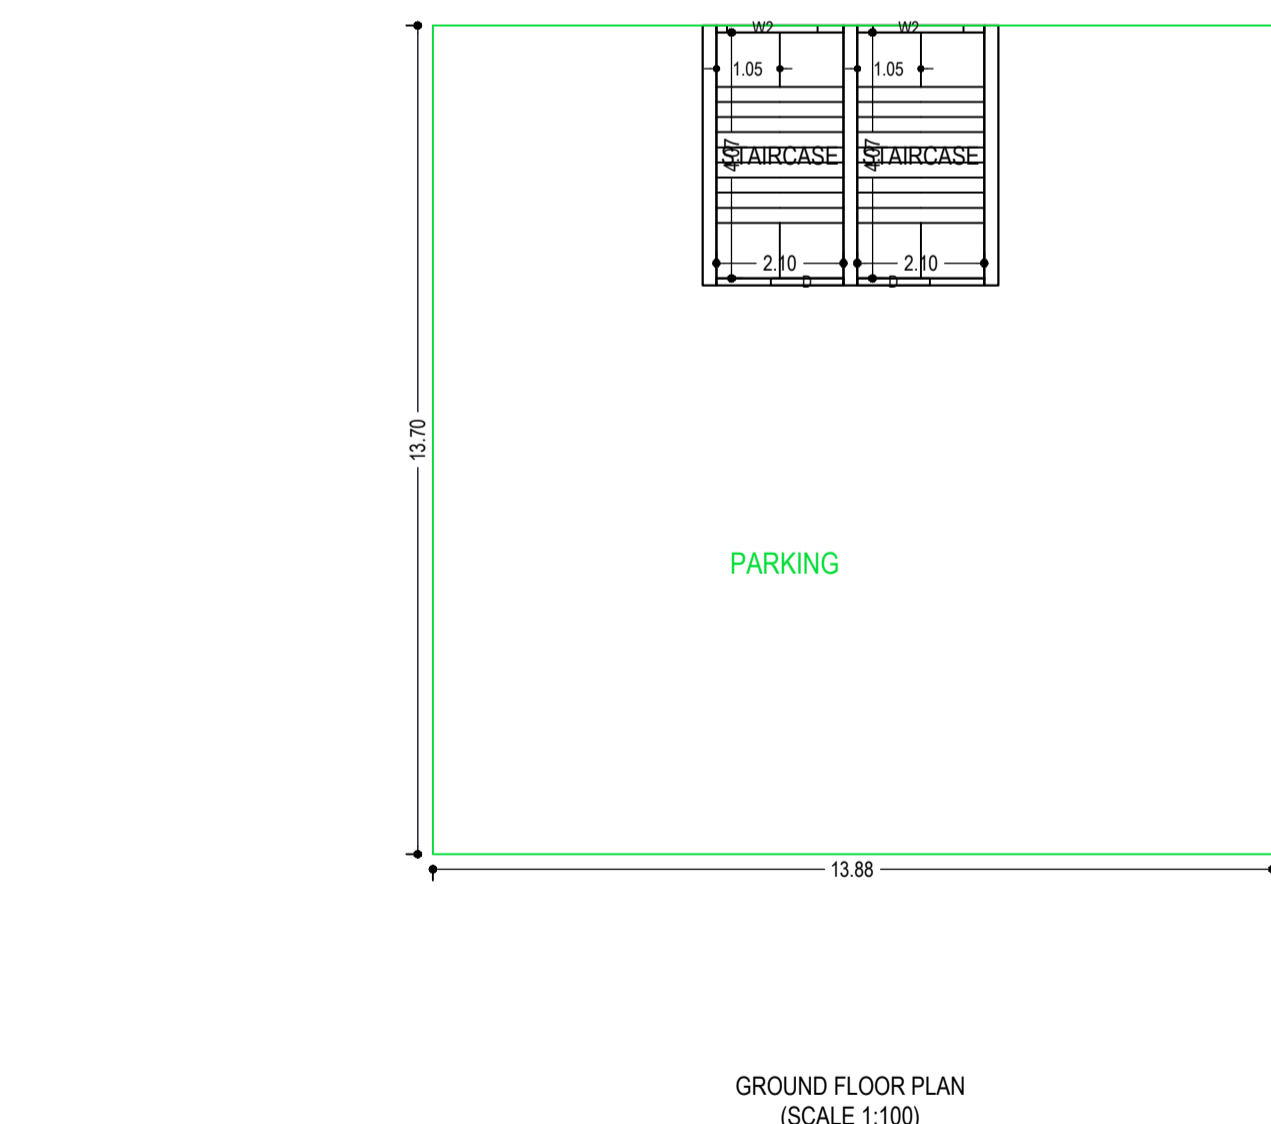 W2 W2
1.05 1.05
4.07 4.07
STAIRCASE STAIRCASE
2.10 2.10
D D
13.70
PARKING
13.88
GROUND FLOOR PLAN
(SCALE 1:100)